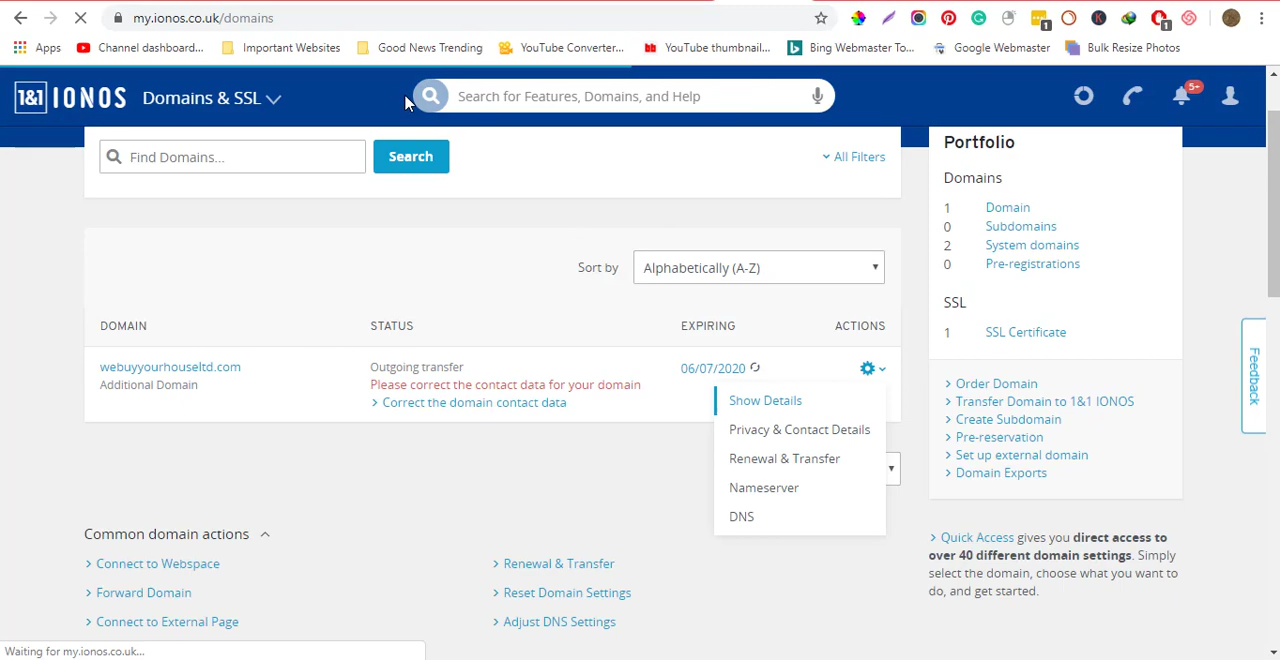 my.ionos.co.uk/domains
1
1
Apps
Channel dashboard...
Important Websites
Good News Trending
YouTube Converter...
YouTube thumbnail...
Bing Webmaster To...
Google Webmaster
Bulk Resize Photos
1&1 IONOS
Domains & SSL
Search for Features, Domains, and Help
5+
Find Domains...
Search
All Filters
Sort by
Alphabetically (A-Z)
DOMAIN
STATUS
EXPIRING
ACTIONS
webuyyourhouseltd.com
Additional Domain
Outgoing transfer
Please correct the contact data for your domain
Correct the domain contact data
06/07/2020
Show Details
Privacy & Contact Details
Renewal & Transfer
Nameserver
DNS
Common domain actions
Connect to Webspace
Forward Domain
Connect to External Page
Renewal & Transfer
Reset Domain Settings
Adjust DNS Settings
Portfolio
Domains
1 Domain
0 Subdomains
2 System domains
0 Pre-registrations
SSL
1 SSL Certificate
Order Domain
Transfer Domain to 1&1 IONOS
Create Subdomain
Pre-reservation
Set up external domain
Domain Exports
Quick Access gives you direct access to
over 40 different domain settings. Simply
select the domain, choose what you want to
do, and get started.
Feedback
Waiting for my.ionos.co.uk...